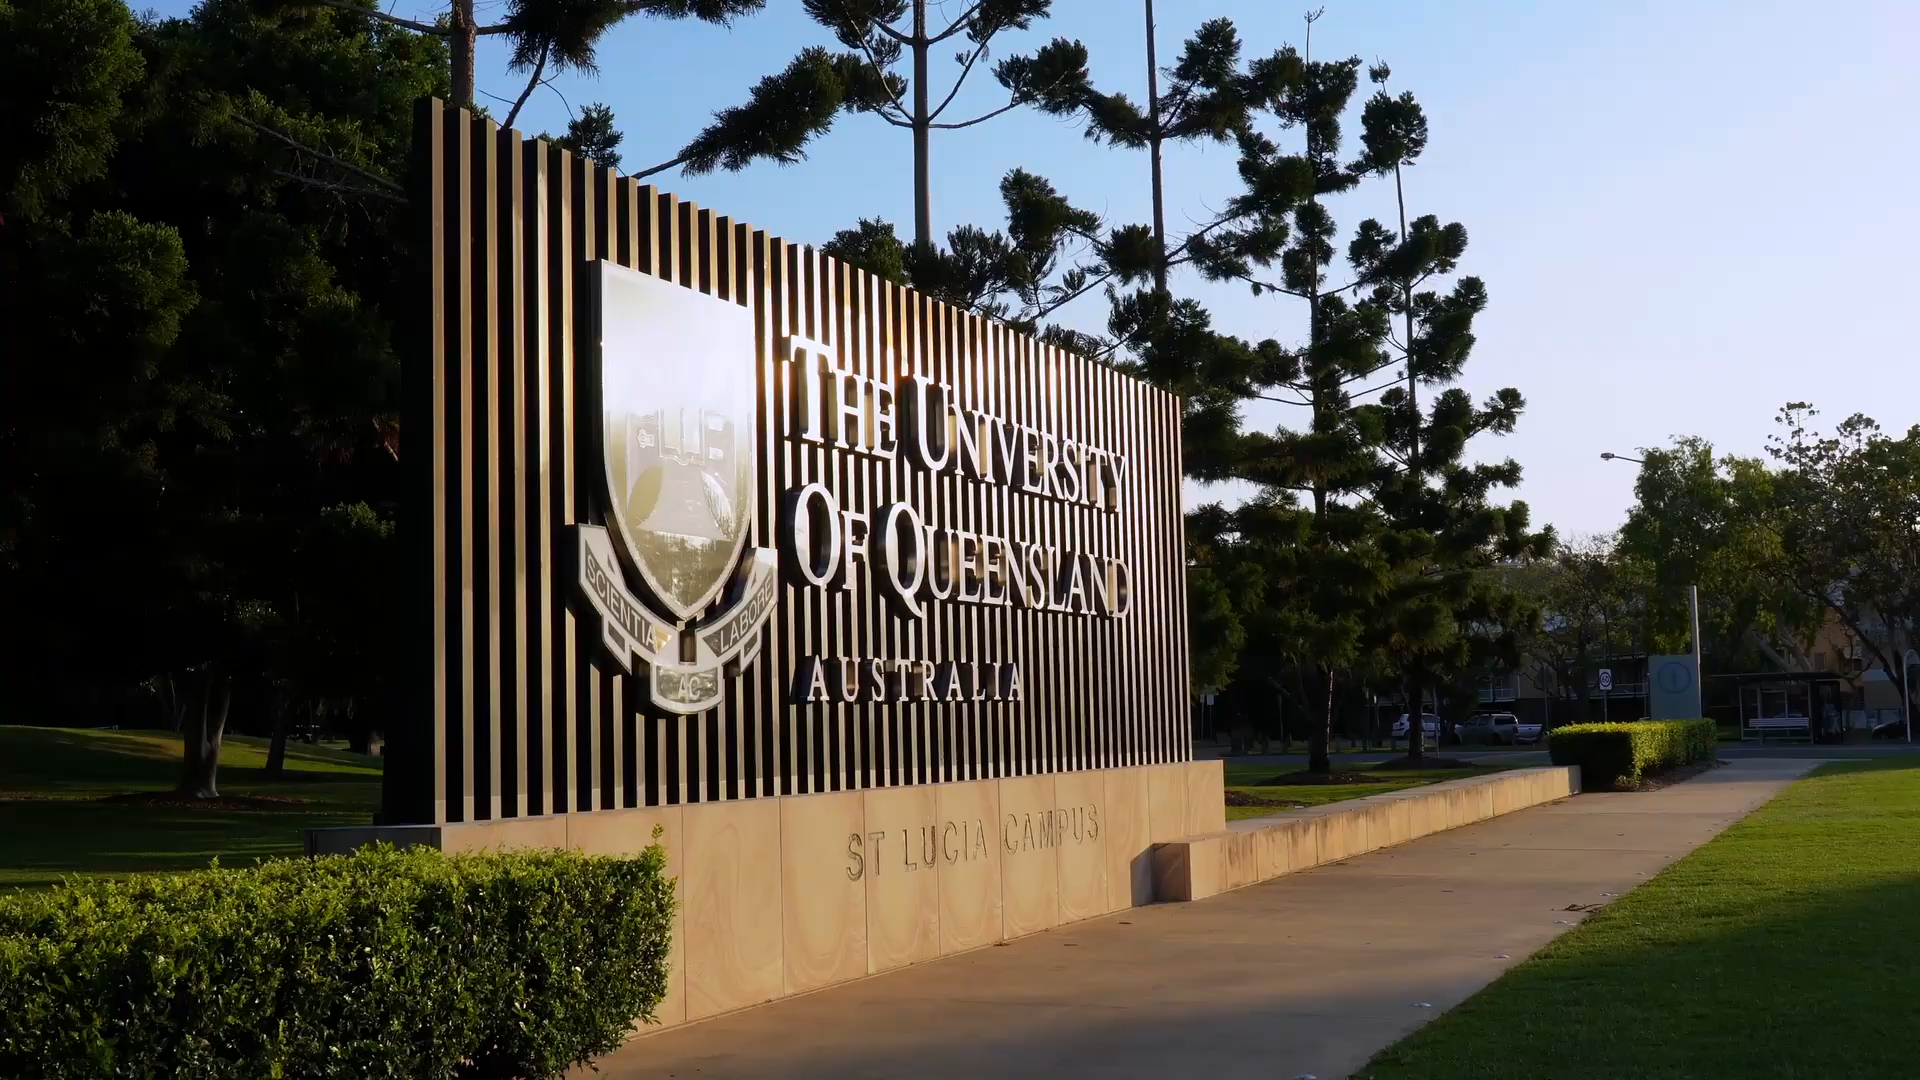 THE UNIVERSITY
OF QUEENSLAND
AUSTRALIA
SCIENTIA
AC
LABORE
ST LUCIA CAMPUS